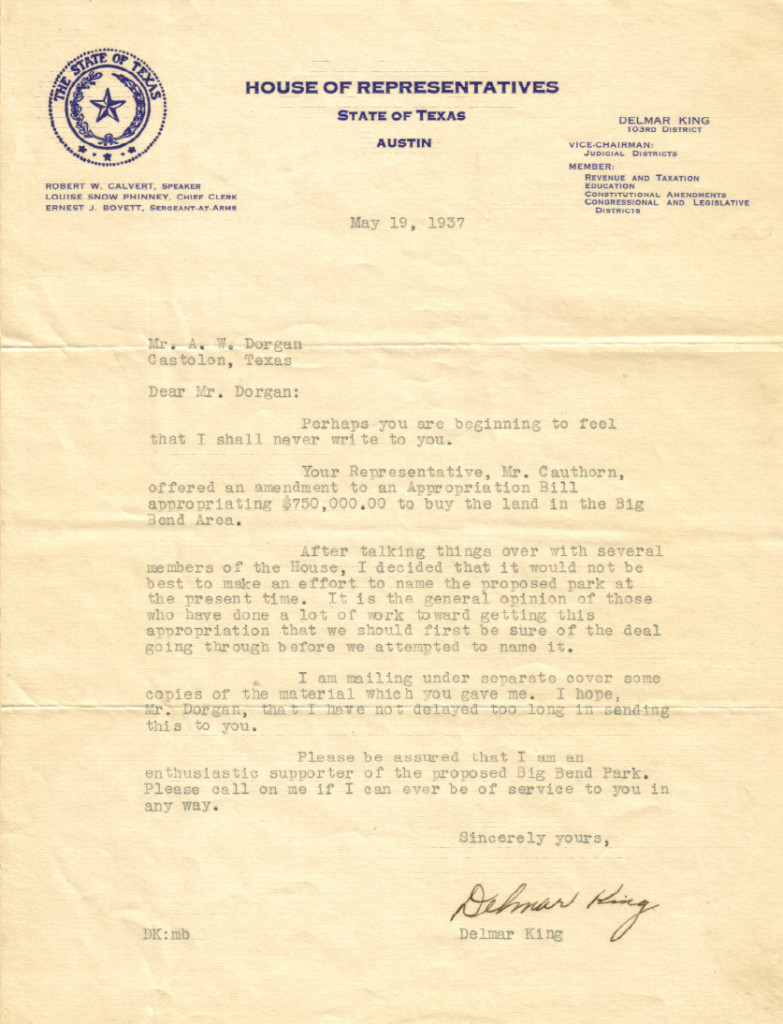 THE STATE OF TEXAS
HOUSE OF REPRESENTATIVES
STATE OF TEXAS
AUSTIN
DELMAR KING
103RD DISTRICT
VICE-CHAIRMAN:
JUDICIAL DISTRICTS
MEMBER:
REVENUE AND TAXATION
EDUCATION
CONSTITUTIONAL AMENDMENTS
CONGRESSIONAL AND LEGISLATIVE
DISTRICTS
ROBERT W. CALVERT, SPEAKER
LOUISE SNOW PHINNEY, CHIEF CLERK
ERNEST J. BOYETT, SERGEANT-AT-ARMS
May 19, 1937
Mr. A. W. Dorgan
Castolon, Texas
Dear Mr. Dorgan:
Perhaps you are beginning to feel
that I shall never write to you.
Your Representative, Mr. Cauthorn,
offered an amendment to an Appropriation Bill
appropriating $750,000.00 to buy the land in the Big
Bend Area.
After talking things over with several
members of the House, I decided that it would not be
best to make an effort to name the proposed park at
the present time. It is the general opinion of those
who have done a lot of work toward getting this
appropriation that we should first be sure of the deal
going through before we attempted to name it.
I am mailing under separate cover some
copies of the material which you gave me. I hope,
Mr. Dorgan, that I have not delayed too long in sending
this to you.
Please be assured that I am an
enthusiastic supporter of the proposed Big Bend Park.
Please call on me if I can ever be of service to you in
any way.
Sincerely yours,
Delmar King
DK:mb
Delmar King